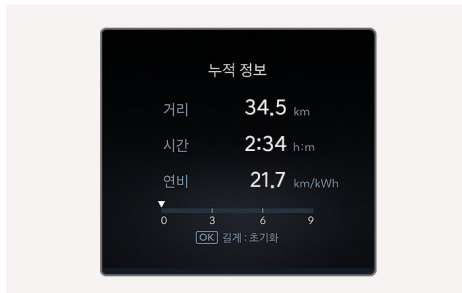 누적 정보
거리 34.5 km
시간 2:34 h:m
연비 21.7 km/kWh
0 3 6 9
OK 길게 : 초기화